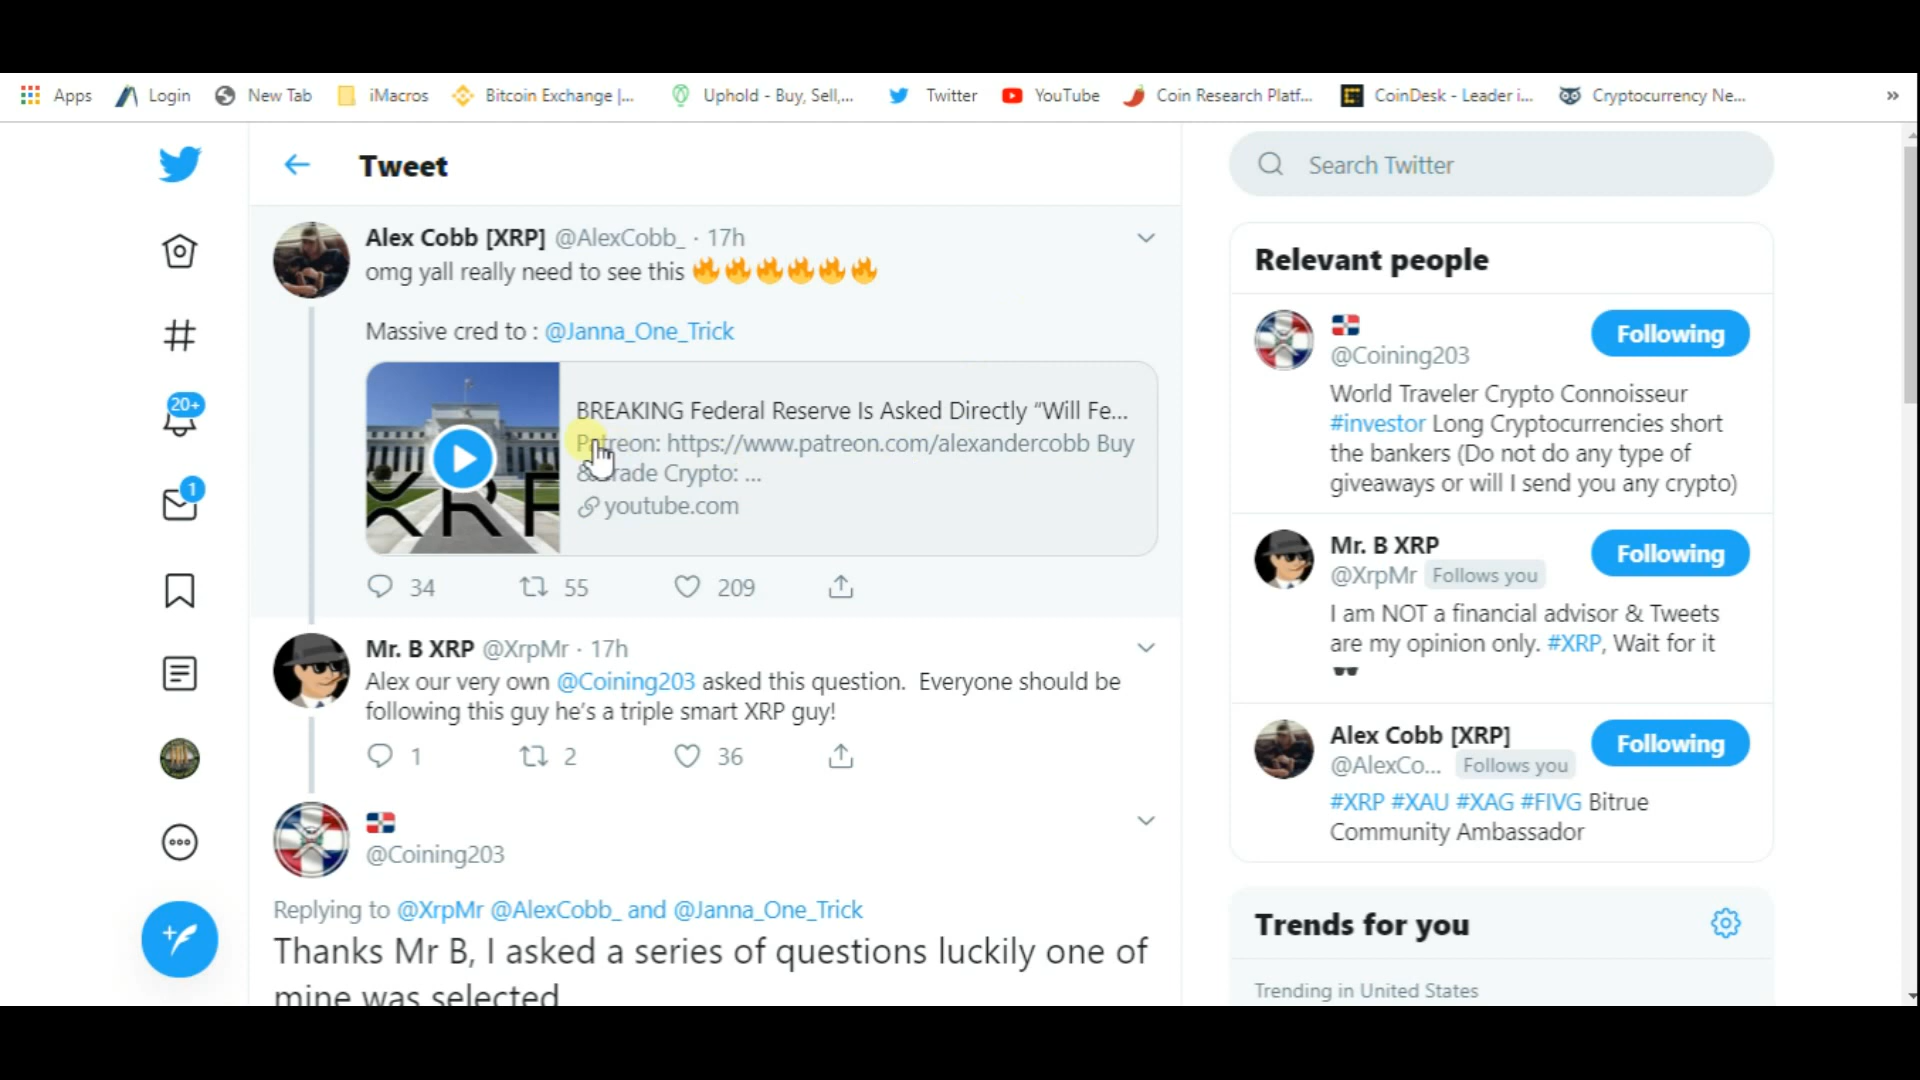 Apps Login New Tab iMacros Bitcoin Exchange |... Uphold - Buy, Sell,... Twitter YouTube Coin Research Platf... CoinDesk - Leader i... Cryptocurrency Ne... »
Tweet
Alex Cobb [XRP] @AlexCobb_ · 17h
omg yall really need to see this 🔥🔥🔥🔥🔥🔥
Massive cred to : @Janna_One_Trick
XRP
BREAKING Federal Reserve Is Asked Directly “Will Fe...
Patreon: https://www.patreon.com/alexandercobb Buy
& Trade Crypto: ...
youtube.com
34 55 209
Mr. B XRP @XrpMr · 17h
Alex our very own @Coining203 asked this question. Everyone should be
following this guy he’s a triple smart XRP guy!
1 2 36
🇩🇴
@Coining203
Replying to @XrpMr @AlexCobb_ and @Janna_One_Trick
Thanks Mr B, I asked a series of questions luckily one of
mine was selected
20+
1
Search Twitter
Relevant people
🇩🇴
@Coining203
Following
World Traveler Crypto Connoisseur
#investor Long Cryptocurrencies short
the bankers (Do not do any type of
giveaways or will I send you any crypto)
Mr. B XRP
@XrpMr Follows you
Following
I am NOT a financial advisor & Tweets
are my opinion only. #XRP, Wait for it
🕶
Alex Cobb [XRP]
@AlexCo... Follows you
Following
#XRP #XAU #XAG #FIVG Bitrue
Community Ambassador
Trends for you
Trending in United States